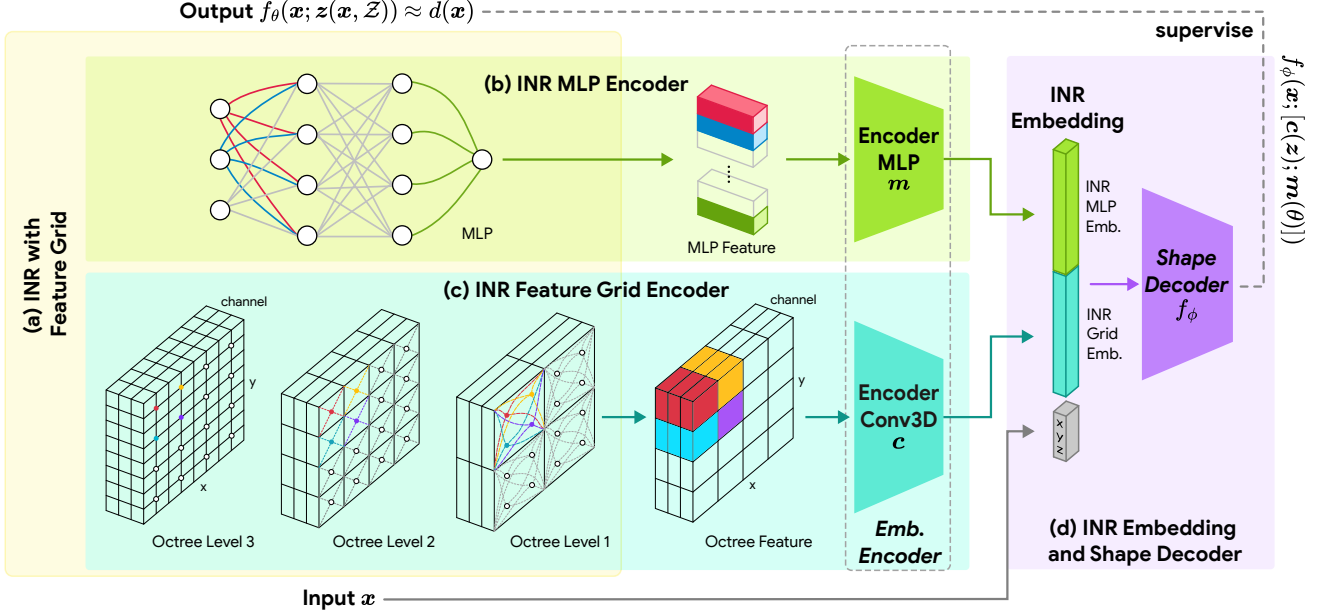 Output f_θ(x; z(x, Z)) ≈ d(x)
supervise
f_ϕ(x; [c(z); m(θ)])
(a) INR with
Feature Grid
(b) INR MLP Encoder
MLP
MLP Feature
Encoder
MLP
m
(c) INR Feature Grid Encoder
channel
y
x
Octree Level 3
Octree Level 2
Octree Level 1
channel
y
x
Octree Feature
Encoder
Conv3D
c
Emb.
Encoder
INR
Embedding
INR
MLP
Emb.
INR
Grid
Emb.
x
y
z
Shape
Decoder
f_ϕ
(d) INR Embedding
and Shape Decoder
Input x